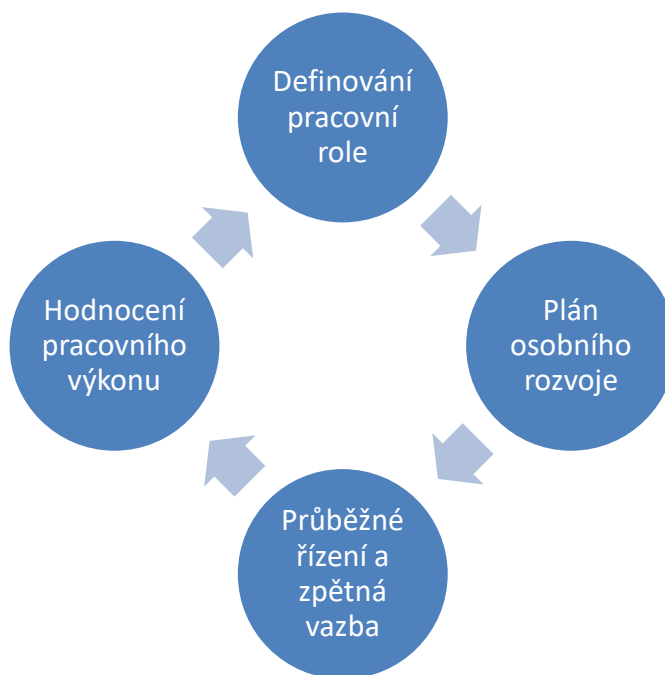 Definování
pracovní
role
Hodnocení
pracovního
výkonu
Plán
osobního
rozvoje
Průběžné
řízení a
zpětná
vazba